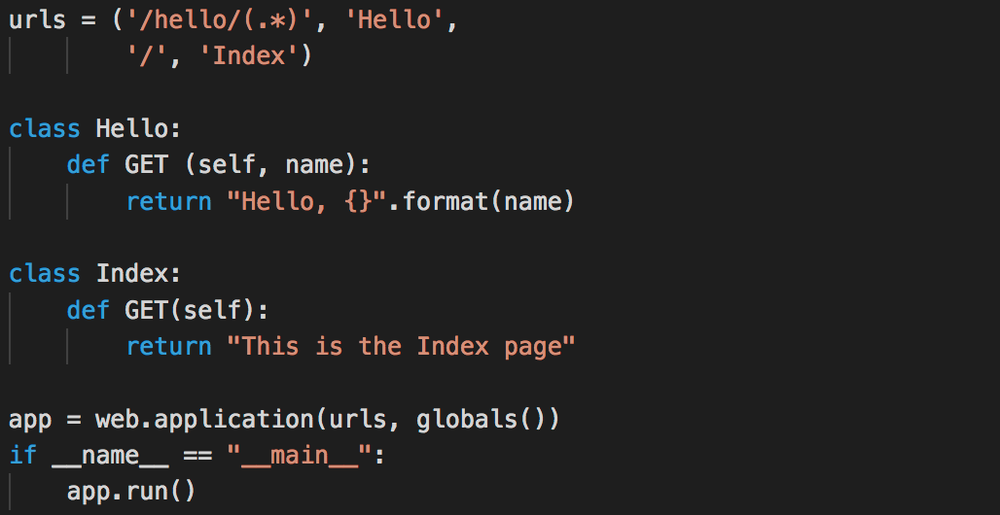 urls = ('/hello/(.*)', 'Hello',
        '/', 'Index')

class Hello:
    def GET (self, name):
        return "Hello, {}".format(name)

class Index:
    def GET(self):
        return "This is the Index page"

app = web.application(urls, globals())
if __name__ == "__main__":
    app.run()